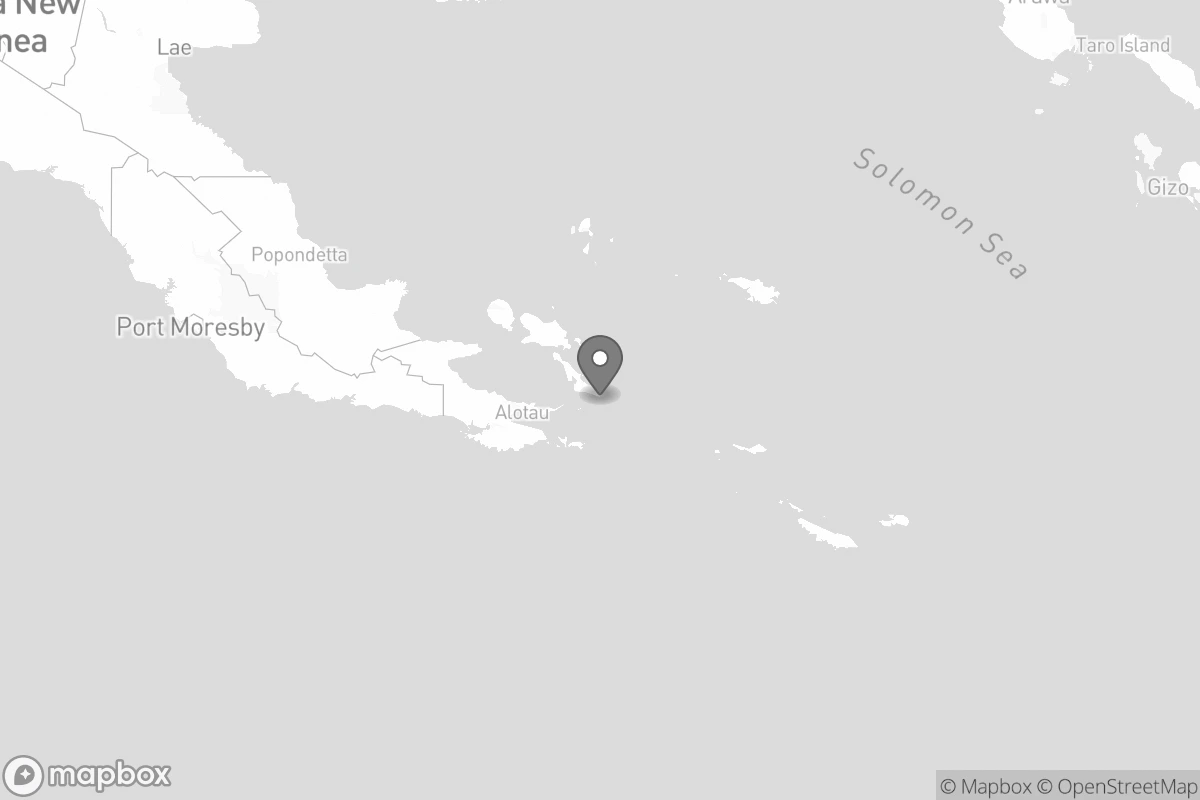 a New
nea
Lae
Arawa
Taro Island
Solomon Sea
Gizo
Popondetta
Port Moresby
Alotau
mapbox
© Mapbox © OpenStreetMap